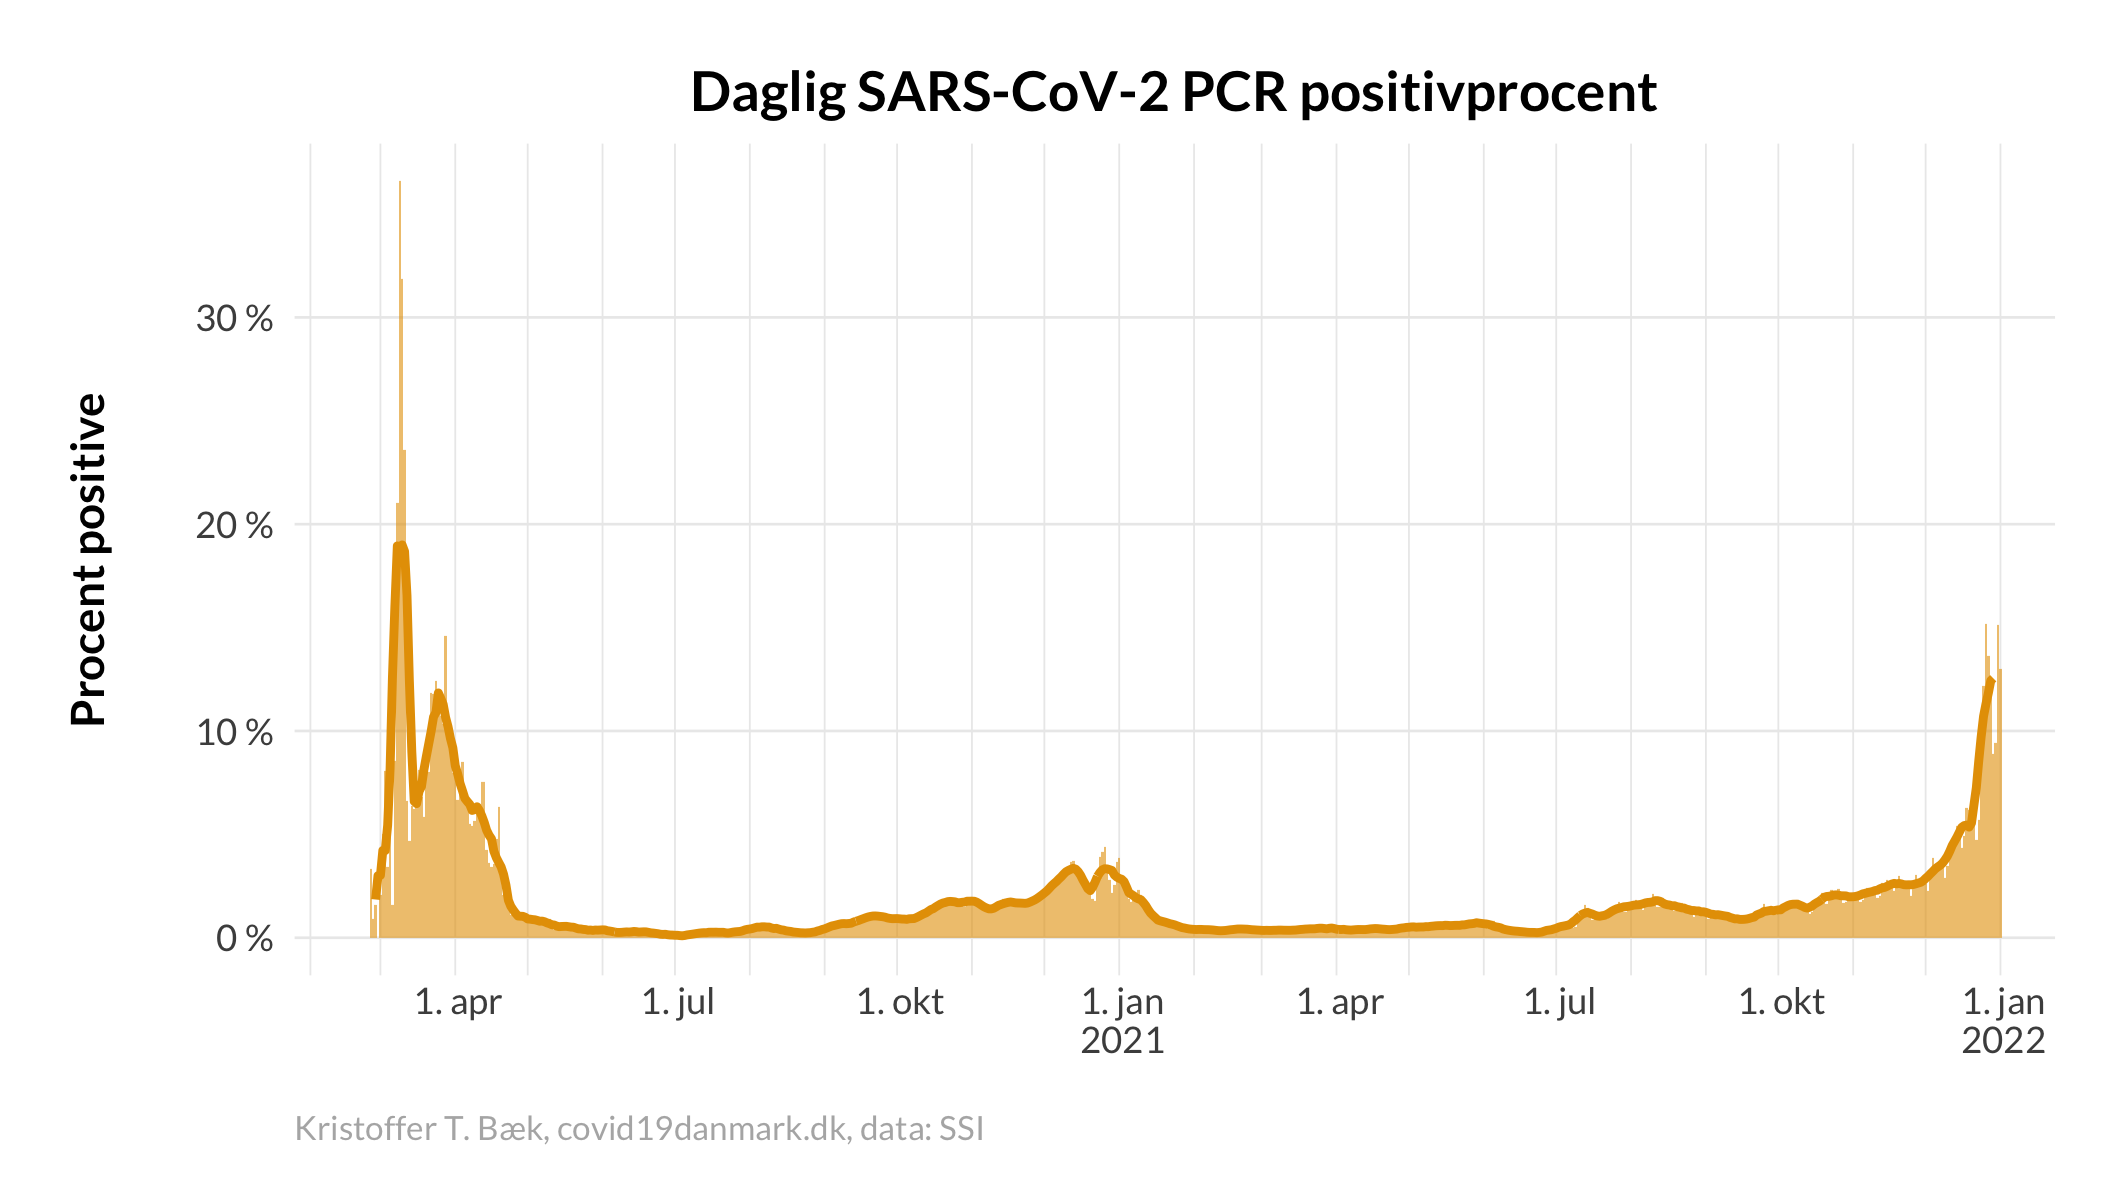 Daglig SARS-CoV-2 PCR positivprocent
Procent positive
30 %
20 %
10 %
0 %
1. apr
1. jul
1. okt
1. jan
2021
1. apr
1. jul
1. okt
1. jan
2022
Kristoffer T. Bæk, covid19danmark.dk, data: SSI